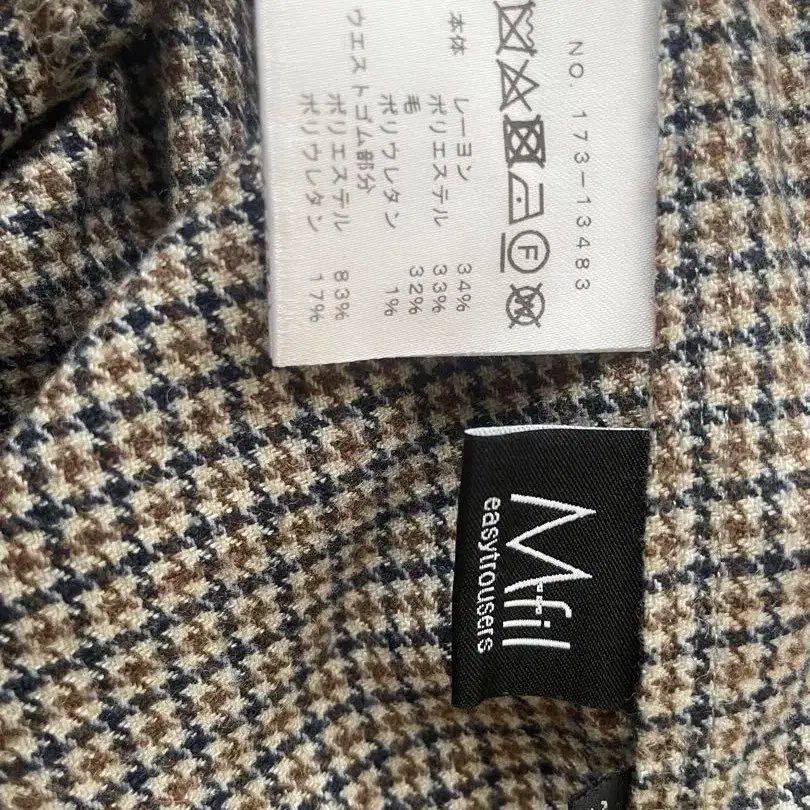 NO. 173-13483
F
W
本体
レーヨン 34%
ポリエステル 33%
毛 32%
ポリウレタン 1%
ウエストゴム部分
ポリエステル 83%
ポリウレタン 17%
Mfil
easytrousers